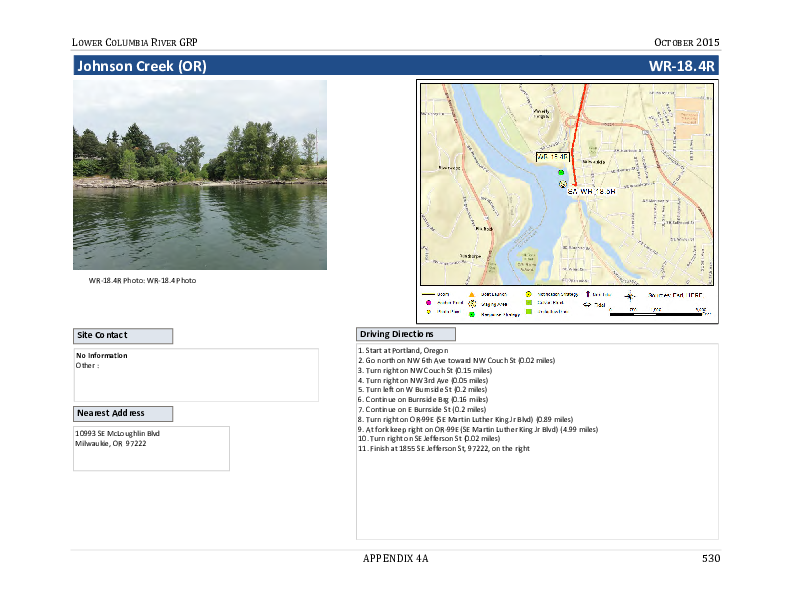 LOWER COLUMBIA RIVER GRP
OCTOBER 2015
Johnson Creek (OR)
WR-18.4R
WR-18.4R
Milwaukie
SA-WR-18.5R
Sources: Esri, HERE,
WR-18.4R Photo: WR-18.4 Photo
Site Contact
No Information
Other :
Nearest Address
10993 SE McLoughlin Blvd
Milwaukie, OR 97222
Driving Directions
1. Start at Portland, Oregon
2. Go north on NW 6th Ave toward NW Couch St (0.02 miles)
3. Turn right on NW Couch St (0.15 miles)
4. Turn right on NW 3rd Ave (0.05 miles)
5. Turn left on W Burnside St (0.2 miles)
6. Continue on Burnside Brg (0.16 miles)
7. Continue on E Burnside St (0.2 miles)
8. Turn right on OR-99E (SE Martin Luther King Jr Blvd) (0.89 miles)
9. At fork keep right on OR-99E (SE Martin Luther King Jr Blvd) (4.99 miles)
10. Turn right on SE Jefferson St (0.02 miles)
11. Finish at 1855 SE Jefferson St, 97222, on the right
APPENDIX 4A
530